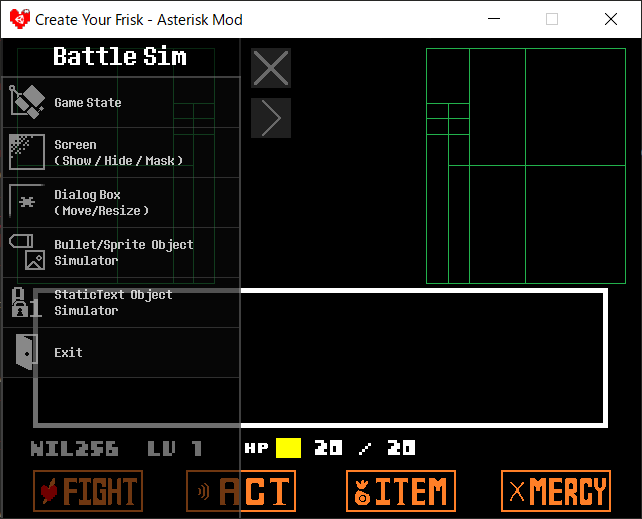 Create Your Frisk - Asterisk Mod
Battle Sim
Game State
Screen
(Show/Hide/Mask)
Dialog Box
(Move/Resize)
Bullet/Sprite Object
Simulator
StaticText Object
Simulator
Exit
NIL256 LV 1 HP 20 / 20
FIGHT ACT ITEM MERCY